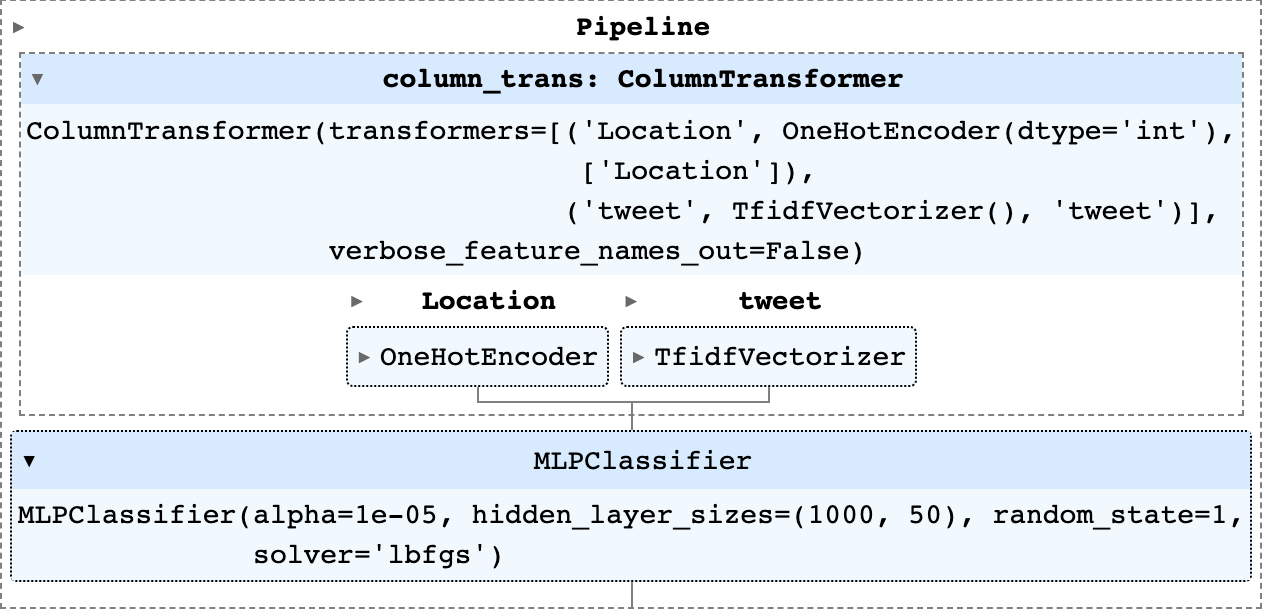 Pipeline
column_trans: ColumnTransformer
ColumnTransformer(transformers=[('Location', OneHotEncoder(dtype='int'),
['Location']),
('tweet', TfidfVectorizer(), 'tweet')],
verbose_feature_names_out=False)
Location tweet
OneHotEncoder TfidfVectorizer
MLPClassifier
MLPClassifier(alpha=1e-05, hidden_layer_sizes=(1000, 50), random_state=1,
solver='lbfgs')